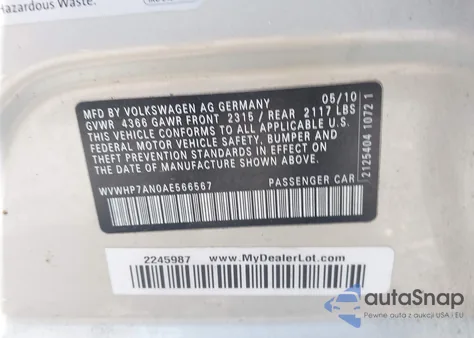 Hazardous Waste.
MFD BY VOLKSWAGEN AG GERMANY 05/10
GVWR 4366 GAWR FRONT 2315 / REAR 2117 LBS
THIS VEHICLE CONFORMS TO ALL APPLICABLE U.S.
FEDERAL MOTOR VEHICLE SAFETY, BUMPER AND
THEFT PREVENTION STANDARDS IN EFFECT ON THE
DATE OF MANUFACTURE SHOWN ABOVE.
WVWHP7AN0AE566567 PASSENGER CAR
2125404 1072 1
2245987 www.MyDealerLot.com
autoSnap
Pewne auta z aukcji USA i EU